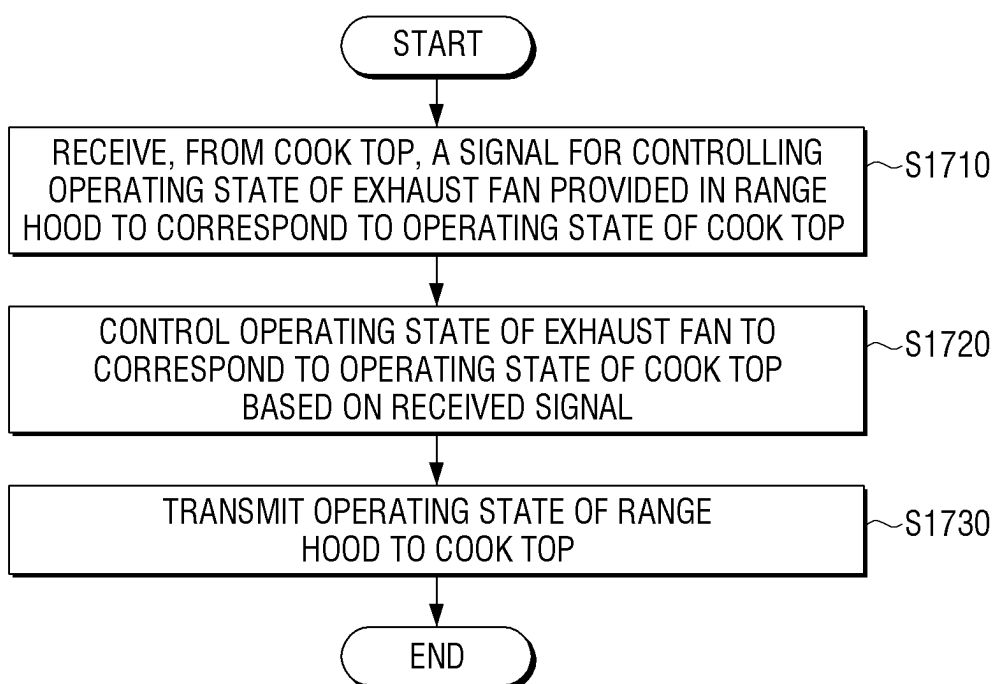 START
RECEIVE, FROM COOK TOP, A SIGNAL FOR CONTROLLING
OPERATING STATE OF EXHAUST FAN PROVIDED IN RANGE
HOOD TO CORRESPOND TO OPERATING STATE OF COOK TOP
S1710
CONTROL OPERATING STATE OF EXHAUST FAN TO
CORRESPOND TO OPERATING STATE OF COOK TOP
BASED ON RECEIVED SIGNAL
S1720
TRANSMIT OPERATING STATE OF RANGE
HOOD TO COOK TOP
S1730
END